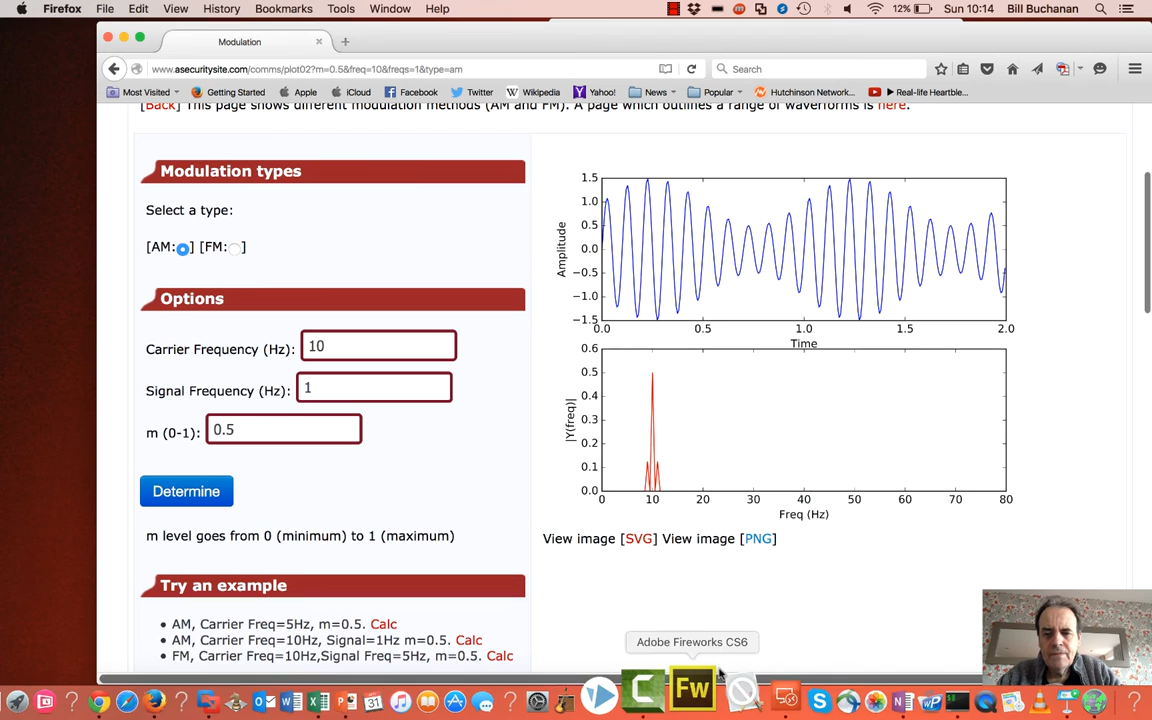 Firefox File Edit View History Bookmarks Tools Window Help 12% Sun 10:14 Bill Buchanan
Modulation
www.asecuritysite.com/comms/plot02?m=0.5&freq=10&freqs=1&type=am
Search
Most Visited Getting Started Apple iCloud Facebook Twitter Wikipedia Yahoo! News Popular Hutchinson Network... ▶ Real-life Heartble...
[Back] This page shows different modulation methods (AM and FM). A page which outlines a range of waveforms is here.
Modulation types
Select a type:
[AM: ] [FM: ]
Options
Carrier Frequency (Hz): 10
Signal Frequency (Hz): 1
m (0-1): 0.5
Determine
m level goes from 0 (minimum) to 1 (maximum)
Try an example
• AM, Carrier Freq=5Hz, m=0.5. Calc
• AM, Carrier Freq=10Hz, Signal=1Hz m=0.5. Calc
• FM, Carrier Freq=10Hz,Signal Freq=5Hz, m=0.5. Calc
Amplitude
1.5
1.0
0.5
0.0
−0.5
−1.0
−1.5
0.0 0.5 1.0 1.5 2.0
Time
|Y(freq)|
0.6
0.5
0.4
0.3
0.2
0.1
0.0
0 10 20 30 40 50 60 70 80
Freq (Hz)
View image [SVG] View image [PNG]
Adobe Fireworks CS6
Fw